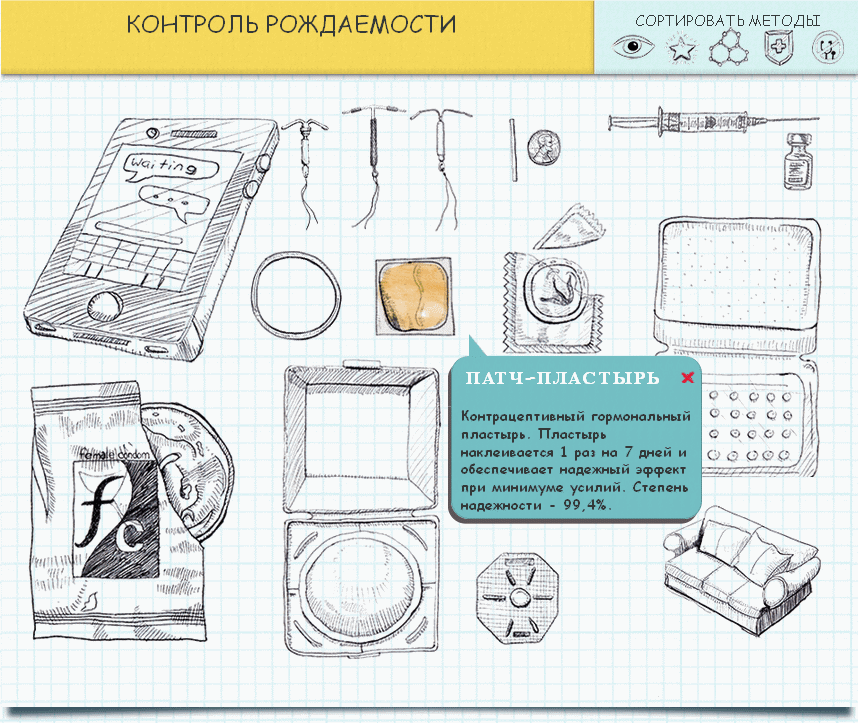 КОНТРОЛЬ РОЖДАЕМОСТИ
СОРТИРОВАТЬ МЕТОДЫ
Waiting
...
ПАТЧ-ПЛАСТЫРЬ
Контрацептивный гормональный
пластырь. Пластырь
наклеивается 1 раз на 7 дней и
обеспечивает надежный эффект
при минимуме усилий. Степень
надежности - 99,4%.
female condom
fc